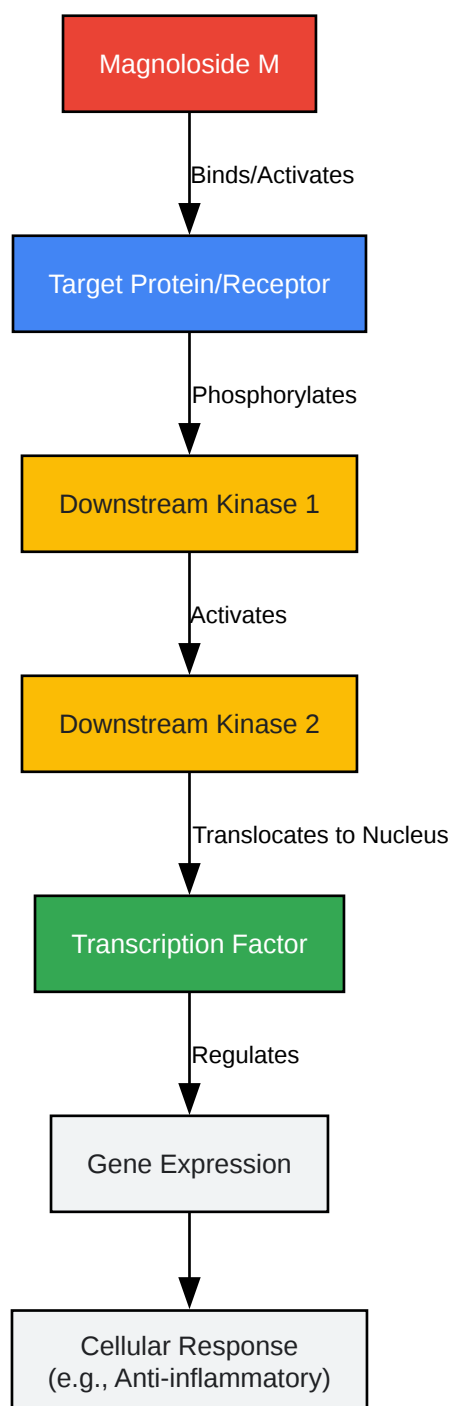 Magnoloside M
Binds/Activates
Target Protein/Receptor
Phosphorylates
Downstream Kinase 1
Activates
Downstream Kinase 2
Translocates to Nucleus
Transcription Factor
Regulates
Gene Expression
Cellular Response
(e.g., Anti-inflammatory)